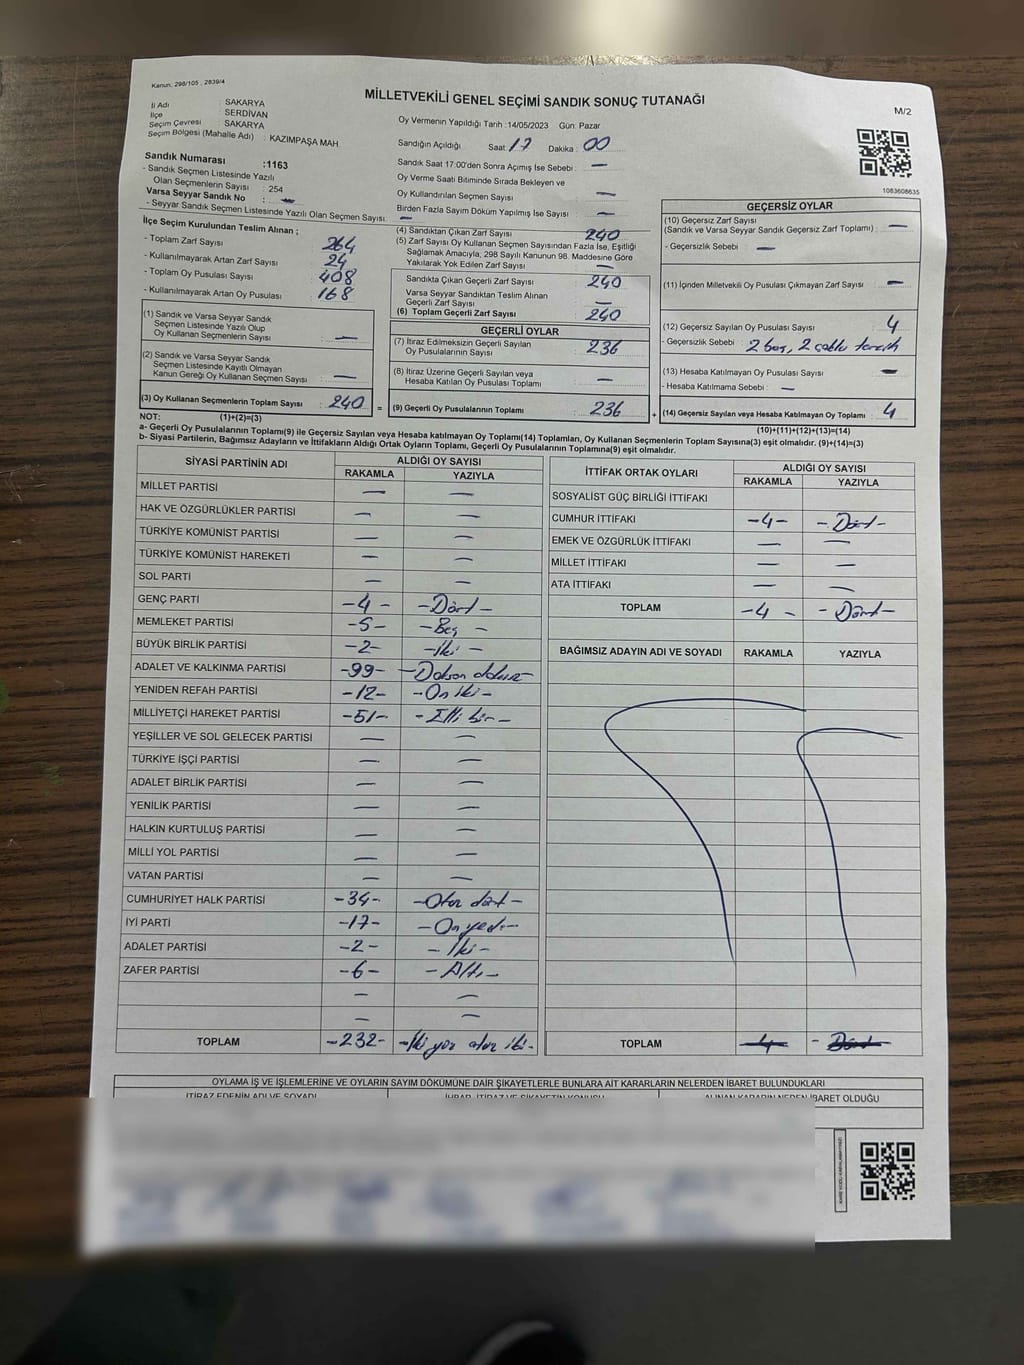 Kanun: 298/105 , 2839/4
MİLLETVEKİLİ GENEL SEÇİMİ SANDIK SONUÇ TUTANAĞI
M/2
İl Adı : SAKARYA
İlçe : SERDİVAN
Seçim Çevresi : SAKARYA
Seçim Bölgesi (Mahalle Adı) : KAZIMPAŞA MAH.
Sandık Numarası :1163
- Sandık Seçmen Listesinde Yazılı
Olan Seçmenlerin Sayısı : 254
Varsa Seyyar Sandık No : —
- Seyyar Sandık Seçmen Listesinde Yazılı Olan Seçmen Sayısı: —
Oy Vermenin Yapıldığı Tarih :14/05/2023 Gün: Pazar
Sandığın Açıldığı Saat : 17 Dakika : 00
Sandık Saat 17:00'den Sonra Açımış İse Sebebi : —
Oy Verme Saati Bitiminde Sırada Bekleyen ve
Oy Kullandırılan Seçmen Sayısı : —
Birden Fazla Sayım Döküm Yapılmış İse Sayısı : —
1083608635
İlçe Seçim Kurulundan Teslim Alınan ;
- Toplam Zarf Sayısı : 264
- Kullanılmayarak Artan Zarf Sayısı : 24
- Toplam Oy Pusulası Sayısı : 408
- Kullanılmayarak Artan Oy Pusulası : 168
(1) Sandık ve Varsa Seyyar Sandık
Seçmen Listesinde Yazılı Olup
Oy Kullanan Seçmenlerin Sayısı : —
(2) Sandık ve Varsa Seyyar Sandık
Seçmen Listesinde Kayıtlı Olmayan
Kanun Gereği Oy Kullanan Seçmen Sayısı : —
(3) Oy Kullanan Seçmenlerin Toplam Sayısı : 240 =
(4) Sandıktan Çıkan Zarf Sayısı : 240
(5) Zarf Sayısı Oy Kullanan Seçmen Sayısından Fazla İse, Eşitliği
Sağlamak Amacıyla, 298 Sayılı Kanunun 98. Maddesine Göre
Yakılarak Yok Edilen Zarf Sayısı : —
Sandıkta Çıkan Geçerli Zarf Sayısı : 240
Varsa Seyyar Sandıktan Teslim Alınan
Geçerli Zarf Sayısı : —
(6) Toplam Geçerli Zarf Sayısı : 240
GEÇERLİ OYLAR
(7) İtiraz Edilmeksizin Geçerli Sayılan
Oy Pusulalarının Sayısı : 236
(8) İtiraz Üzerine Geçerli Sayılan veya
Hesaba Katılan Oy Pusulası Toplamı : —
(9) Geçerli Oy Pusulalarının Toplamı : 236 +
GEÇERSİZ OYLAR
(10) Geçersiz Zarf Sayısı
(Sandık ve Varsa Seyyar Sandık Geçersiz Zarf Toplamı) : —
- Geçersizlik Sebebi : —
(11) İçinden Milletvekili Oy Pusulası Çıkmayan Zarf Sayısı : —
(12) Geçersiz Sayılan Oy Pusulası Sayısı : 4
- Geçersizlik Sebebi : 2 boş, 2 çoklu tercih
(13) Hesaba Katılmayan Oy Pusulası Sayısı : —
- Hesaba Katılmama Sebebi : —
(14) Geçersiz Sayılan veya Hesaba Katılmayan Oy Toplamı : 4
NOT: (1)+(2)=(3)
(10)+(11)+(12)+(13)=(14)
a- Geçerli Oy Pusulalarının Toplamı(9) ile Geçersiz Sayılan veya Hesaba katılmayan Oy Toplamı(14) Toplamları, Oy Kullanan Seçmenlerin Toplam Sayısına(3) eşit olmalıdır. (9)+(14)=(3)
b- Siyasi Partilerin, Bağımsız Adayların ve İttifakların Aldığı Ortak Oyların Toplamı, Geçerli Oy Pusulalarının Toplamına(9) eşit olmalıdır.
SİYASİ PARTİNİN ADI ALDIĞI OY SAYISI
RAKAMLA YAZIYLA
MİLLET PARTİSİ — —
HAK VE ÖZGÜRLÜKLER PARTİSİ — —
TÜRKİYE KOMÜNİST PARTİSİ — —
TÜRKİYE KOMÜNİST HAREKETİ — —
SOL PARTİ — —
GENÇ PARTİ -4- -Dört-
MEMLEKET PARTİSİ -5- -Beş-
BÜYÜK BİRLİK PARTİSİ -2- -İki-
ADALET VE KALKINMA PARTİSİ -99- -Doksan dokuz-
YENİDEN REFAH PARTİSİ -12- -On iki-
MİLLİYETÇİ HAREKET PARTİSİ -51- -Elli bir-
YEŞİLLER VE SOL GELECEK PARTİSİ — —
TÜRKİYE İŞÇİ PARTİSİ — —
ADALET BİRLİK PARTİSİ — —
YENİLİK PARTİSİ — —
HALKIN KURTULUŞ PARTİSİ — —
MİLLİ YOL PARTİSİ — —
VATAN PARTİSİ — —
CUMHURİYET HALK PARTİSİ -34- -Otuz dört-
İYİ PARTİ -17- -On yedi-
ADALET PARTİSİ -2- -İki-
ZAFER PARTİSİ -6- -Altı-
— —
— —
TOPLAM -232- -İki yüz otuz iki-
İTTİFAK ORTAK OYLARI ALDIĞI OY SAYISI
RAKAMLA YAZIYLA
SOSYALİST GÜÇ BİRLİĞİ İTTİFAKI
CUMHUR İTTİFAKI -4- -Dört-
EMEK VE ÖZGÜRLÜK İTTİFAKI — —
MİLLET İTTİFAKI — —
ATA İTTİFAKI — —
TOPLAM -4- -Dört-
BAĞIMSIZ ADAYIN ADI VE SOYADI RAKAMLA YAZIYLA
TOPLAM -4- -Dört-
OYLAMA İŞ VE İŞLEMLERİNE VE OYLARIN SAYIM DÖKÜMÜNE DAİR ŞİKAYETLERLE BUNLARA AİT KARARLARIN NELERDEN İBARET BULUNDUKLARI
İTİRAZ EDENİN ADI VE SOYADI İHBAR, İTİRAZ VE ŞİKAYETİN KONUSU ALINAN KARARIN NEDEN İBARET OLDUĞU